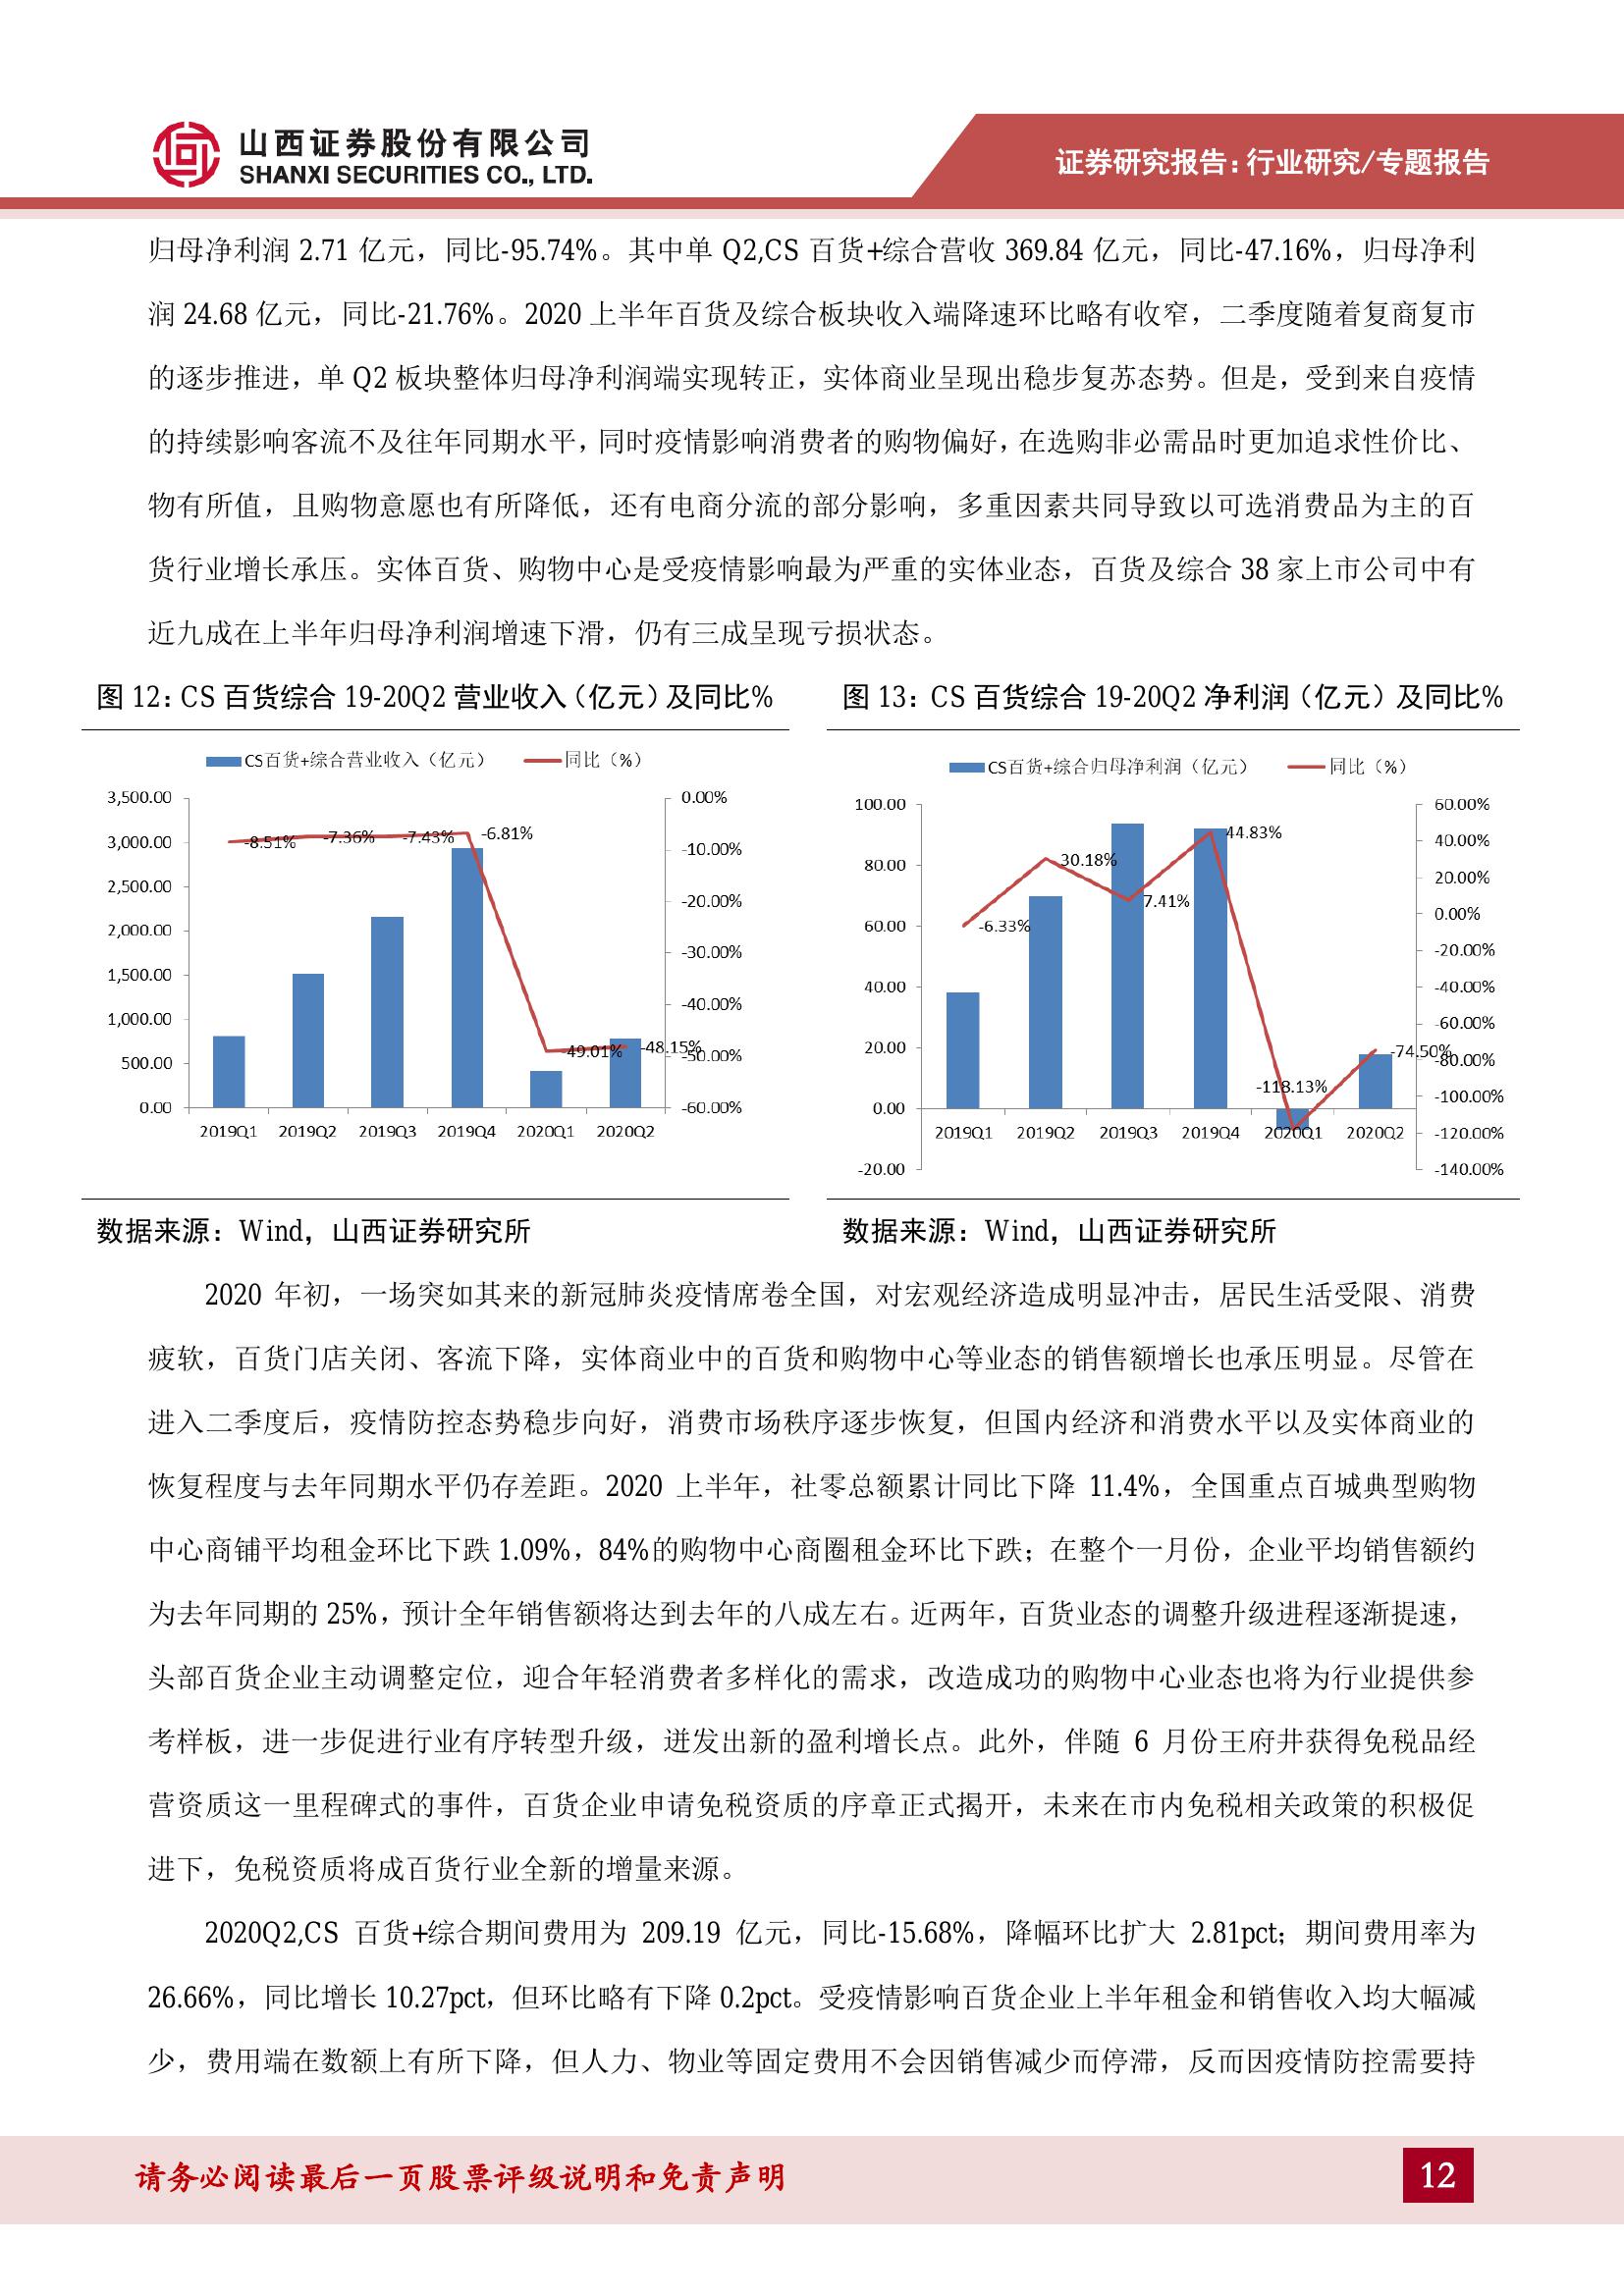 山西证券股份有限公司
SHANXI SECURITIES CO., LTD.
证券研究报告：行业研究/专题报告
归母净利润 2.71 亿元，同比-95.74%。其中单 Q2,CS 百货+综合营收 369.84 亿元，同比-47.16%，归母净利
润 24.68 亿元，同比-21.76%。2020 上半年百货及综合板块收入端降速环比略有收窄，二季度随着复商复市
的逐步推进，单 Q2 板块整体归母净利润端实现转正，实体商业呈现出稳步复苏态势。但是，受到来自疫情
的持续影响客流不及往年同期水平，同时疫情影响消费者的购物偏好，在选购非必需品时更加追求性价比、
物有所值，且购物意愿也有所降低，还有电商分流的部分影响，多重因素共同导致以可选消费品为主的百
货行业增长承压。实体百货、购物中心是受疫情影响最为严重的实体业态，百货及综合 38 家上市公司中有
近九成在上半年归母净利润增速下滑，仍有三成呈现亏损状态。
图 12：CS 百货综合 19-20Q2 营业收入（亿元）及同比%
CS百货+综合营业收入（亿元） 同比（%）
3,500.00
3,000.00
2,500.00
2,000.00
1,500.00
1,000.00
500.00
0.00
0.00%
-10.00%
-20.00%
-30.00%
-40.00%
-50.00%
-60.00%
-8.51% -7.36% -7.43% -6.81% -49.01% -48.15%
2019Q1 2019Q2 2019Q3 2019Q4 2020Q1 2020Q2
数据来源：Wind，山西证券研究所
图 13：CS 百货综合 19-20Q2 净利润（亿元）及同比%
CS百货+综合归母净利润（亿元） 同比（%）
100.00
80.00
60.00
40.00
20.00
0.00
-20.00
60.00%
40.00%
20.00%
0.00%
-20.00%
-40.00%
-60.00%
-80.00%
-100.00%
-120.00%
-140.00%
-6.33% 30.18% 7.41% 44.83% -118.13% -74.50%
2019Q1 2019Q2 2019Q3 2019Q4 2020Q1 2020Q2
数据来源：Wind，山西证券研究所
2020 年初，一场突如其来的新冠肺炎疫情席卷全国，对宏观经济造成明显冲击，居民生活受限、消费
疲软，百货门店关闭、客流下降，实体商业中的百货和购物中心等业态的销售额增长也承压明显。尽管在
进入二季度后，疫情防控态势稳步向好，消费市场秩序逐步恢复，但国内经济和消费水平以及实体商业的
恢复程度与去年同期水平仍存差距。2020 上半年，社零总额累计同比下降 11.4%，全国重点百城典型购物
中心商铺平均租金环比下跌 1.09%，84%的购物中心商圈租金环比下跌；在整个一月份，企业平均销售额约
为去年同期的 25%，预计全年销售额将达到去年的八成左右。近两年，百货业态的调整升级进程逐渐提速，
头部百货企业主动调整定位，迎合年轻消费者多样化的需求，改造成功的购物中心业态也将为行业提供参
考样板，进一步促进行业有序转型升级，迸发出新的盈利增长点。此外，伴随 6 月份王府井获得免税品经
营资质这一里程碑式的事件，百货企业申请免税资质的序章正式揭开，未来在市内免税相关政策的积极促
进下，免税资质将成百货行业全新的增量来源。
2020Q2,CS 百货+综合期间费用为 209.19 亿元，同比-15.68%，降幅环比扩大 2.81pct；期间费用率为
26.66%，同比增长 10.27pct，但环比略有下降 0.2pct。受疫情影响百货企业上半年租金和销售收入均大幅减
少，费用端在数额上有所下降，但人力、物业等固定费用不会因销售减少而停滞，反而因疫情防控需要持
请务必阅读最后一页股票评级说明和免责声明
12